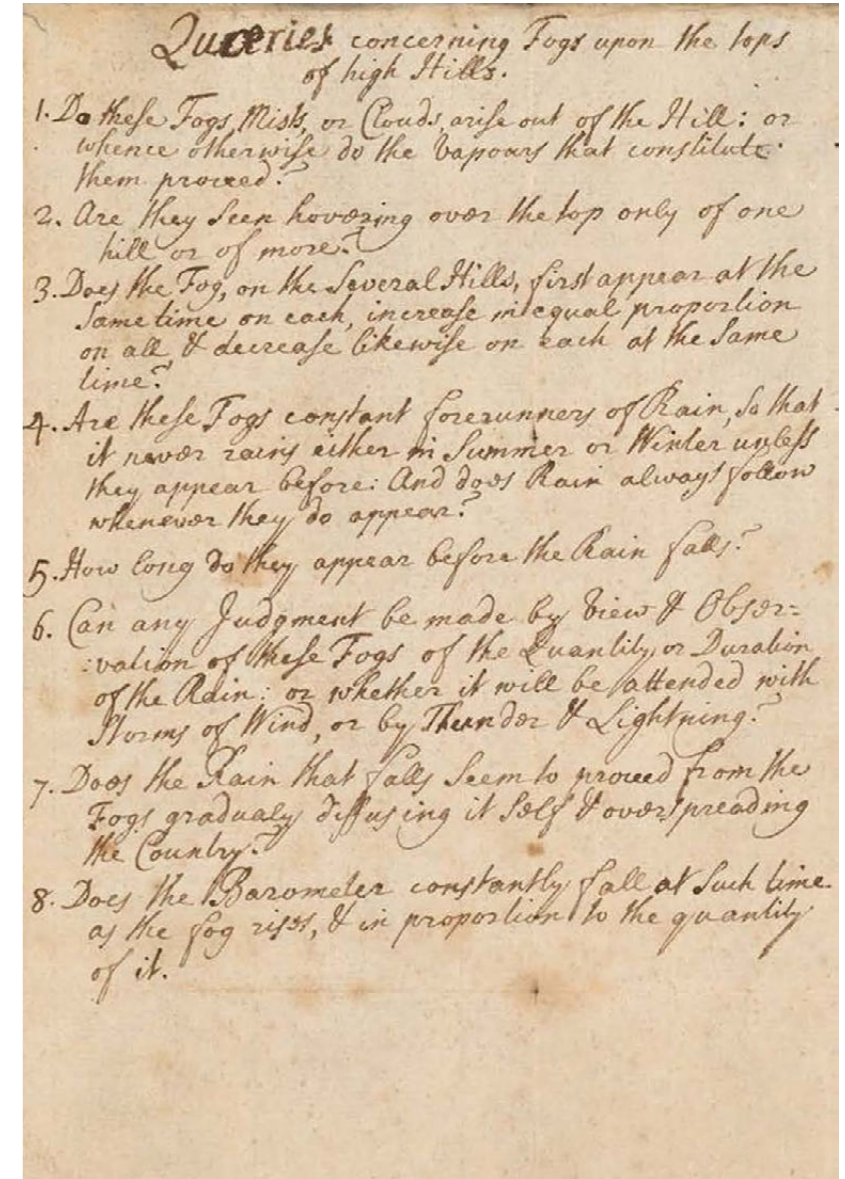 Quæries concerning Fogs upon the tops
of high Hills.
1. Do these Fogs, Mists, or Clouds, arise out of the Hill: or
whence otherwise do the Vapours that constitute
them proceed?
2. Are they Seen hovering over the top only of one
hill or of more?
3. Does the Fog, on the Several Hills, first appear at the
Same time on each, increase in equal proportion
on all & decrease likewise on each at the Same
time?
4. Are these Fogs constant forerunners of Rain, So that
it never rains either in Summer or Winter unless
they appear before: And does Rain always follow
whenever they do appear?
5. How long do they appear before the Rain falls?
6. Can any Judgment be made by View & Obser=
:vation of these Fogs of the Quantity or Duration
of the Rain: or whether it will be attended with
Storms of Wind, or by Thunder & Lightning?
7. Does the Rain that falls Seem to proceed from the
Fogs gradualy diffusing it Self & overspreading
the Country?
8. Does the Barometer constantly fall at Such time
as the fog rises, & in proportion to the quantity
of it.